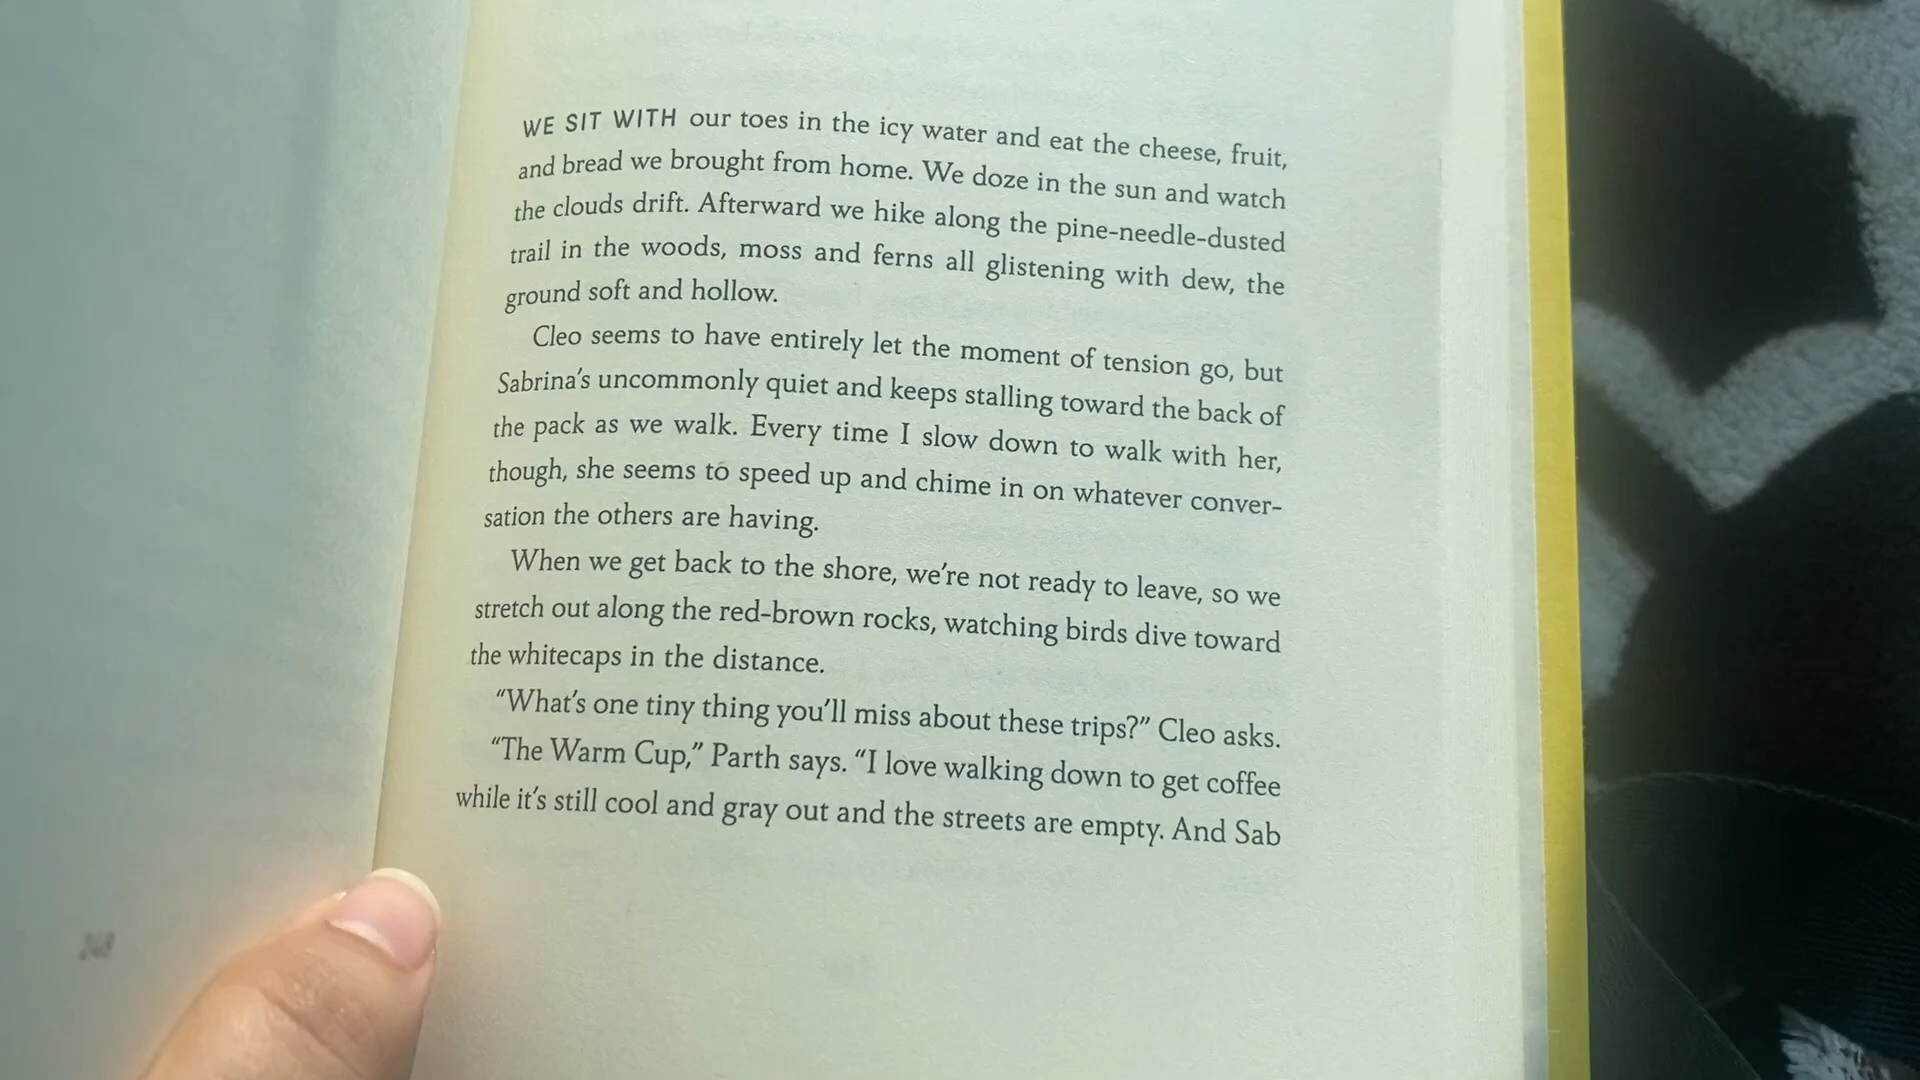 WE SIT WITH our toes in the icy water and eat the cheese, fruit,
and bread we brought from home. We doze in the sun and watch
the clouds drift. Afterward we hike along the pine-needle-dusted
trail in the woods, moss and ferns all glistening with dew, the
ground soft and hollow.
Cleo seems to have entirely let the moment of tension go, but
Sabrina’s uncommonly quiet and keeps stalling toward the back of
the pack as we walk. Every time I slow down to walk with her,
though, she seems to speed up and chime in on whatever conver-
sation the others are having.
When we get back to the shore, we’re not ready to leave, so we
stretch out along the red-brown rocks, watching birds dive toward
the whitecaps in the distance.
“What’s one tiny thing you’ll miss about these trips?” Cleo asks.
“The Warm Cup,” Parth says. “I love walking down to get coffee
while it’s still cool and gray out and the streets are empty. And Sab